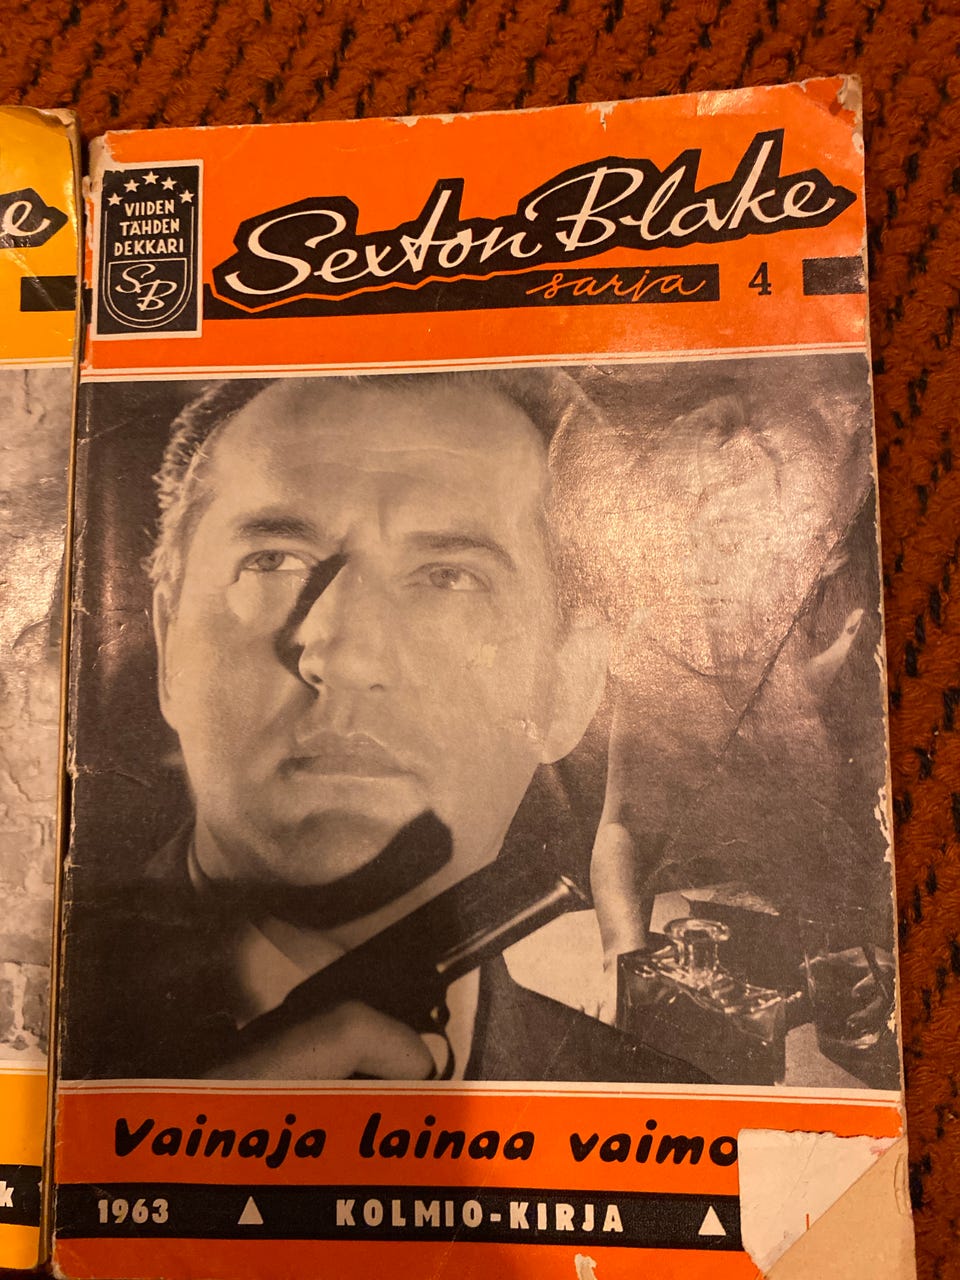 VIIDEN
TÄHDEN
DEKKARI
SB
Sexton Blake
sarja 4
Vainaja lainaa vaimo
1963 KOLMIO-KIRJA
e
k